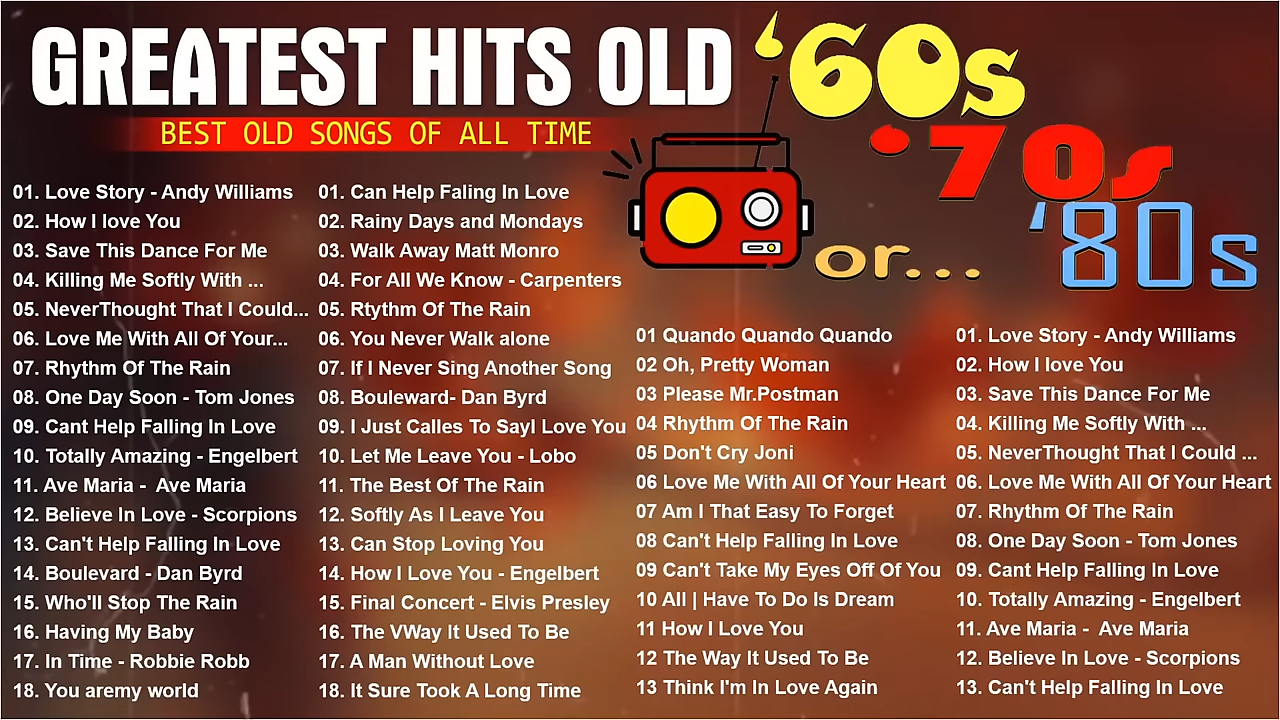 GREATEST HITS OLD '60s
BEST OLD SONGS OF ALL TIME
'70s
'80s
or...
01. Love Story - Andy Williams
02. How I love You
03. Save This Dance For Me
04. Killing Me Softly With ...
05. NeverThought That I Could...
06. Love Me With All Of Your...
07. Rhythm Of The Rain
08. One Day Soon - Tom Jones
09. Cant Help Falling In Love
10. Totally Amazing - Engelbert
11. Ave Maria -  Ave Maria
12. Believe In Love - Scorpions
13. Can't Help Falling In Love
14. Boulevard - Dan Byrd
15. Who'll Stop The Rain
16. Having My Baby
17. In Time - Robbie Robb
18. You aremy world
01. Can Help Faling In Love
02. Rainy Days and Mondays
03. Walk Away Matt Monro
04. For All We Know - Carpenters
05. Rtythm Of The Rain
06. You Never Walk alone
07. If I Never Sing Another Song
08. Bouleward- Dan Byrd
09. I Just Calles To SayI Love You
10. Let Me Leave You - Lobo
11. The Best Of The Rain
12. Softly As I Leave You
13. Can Stop Loving You
14. How I Love You - Engelbert
15. Final Concert - Elvis Presley
16. The VWay It Used To Be
17. A Man Without Love
18. It Sure Took A Long Time
01 Quando Quando Quando
02 Oh, Pretty Woman
03 Please Mr.Postman
04 Rhythm Of The Rain
05 Don't Cry Joni
06 Love Me With All Of Your Heart
07 Am I That Easy To Forget
08 Can't Help Falling In Love
09 Can't Take My Eyes Off Of You
10 All | Have To Do Is Dream
11 How I Love You
12 The Way It Used To Be
13 Think I'm In Love Again
01. Love Story - Andy Williams
02. How I love You
03. Save This Dance For Me
04. Killing Me Softly With ...
05. NeverThought That I Could ...
06. Love Me With All Of Your Heart
07. Rhythm Of The Rain
08. One Day Soon - Tom Jones
09. Cant Help Falling In Love
10. Totally Amazing - Engelbert
11. Ave Maria -  Ave Maria
12. Believe In Love - Scorpions
13. Can't Help Falling In Love